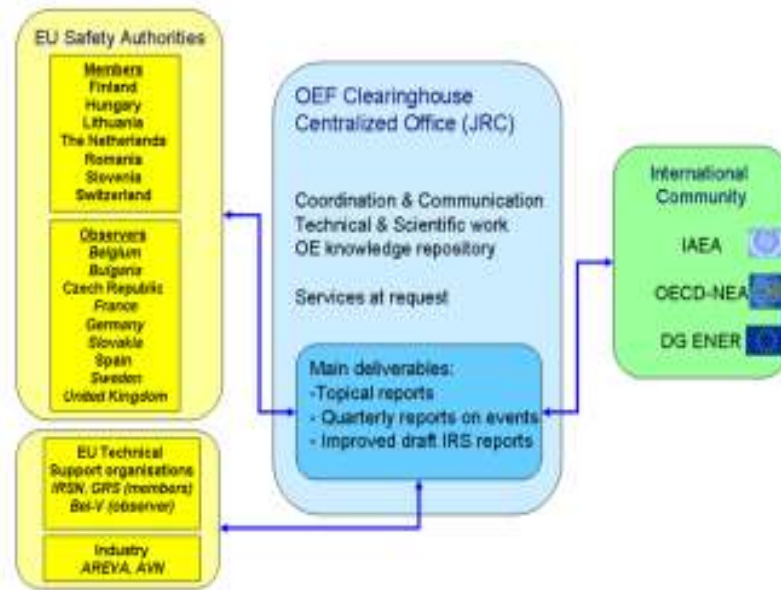 EU Safety Authorities
Members
Finland
Hungary
Lithuania
The Netherlands
Romania
Slovenia
Switzerland
Observers
Belgium
Bulgaria
Czech Republic
France
Germany
Slovakia
Spain
Sweden
United Kingdom
EU Technical
Support organisations
IRSN, GRS (members)
Bel-V (observer)
Industry
AREVA, AVN
OEF Clearinghouse
Centralized Office (JRC)
Coordination & Communication
Technical & Scientific work
OE knowledge repository
Services at request
Main deliverables:
-Topical reports
- Quarterly reports on events
- Improved draft IRS reports
International
Community
IAEA
OECD-NEA
DG ENER